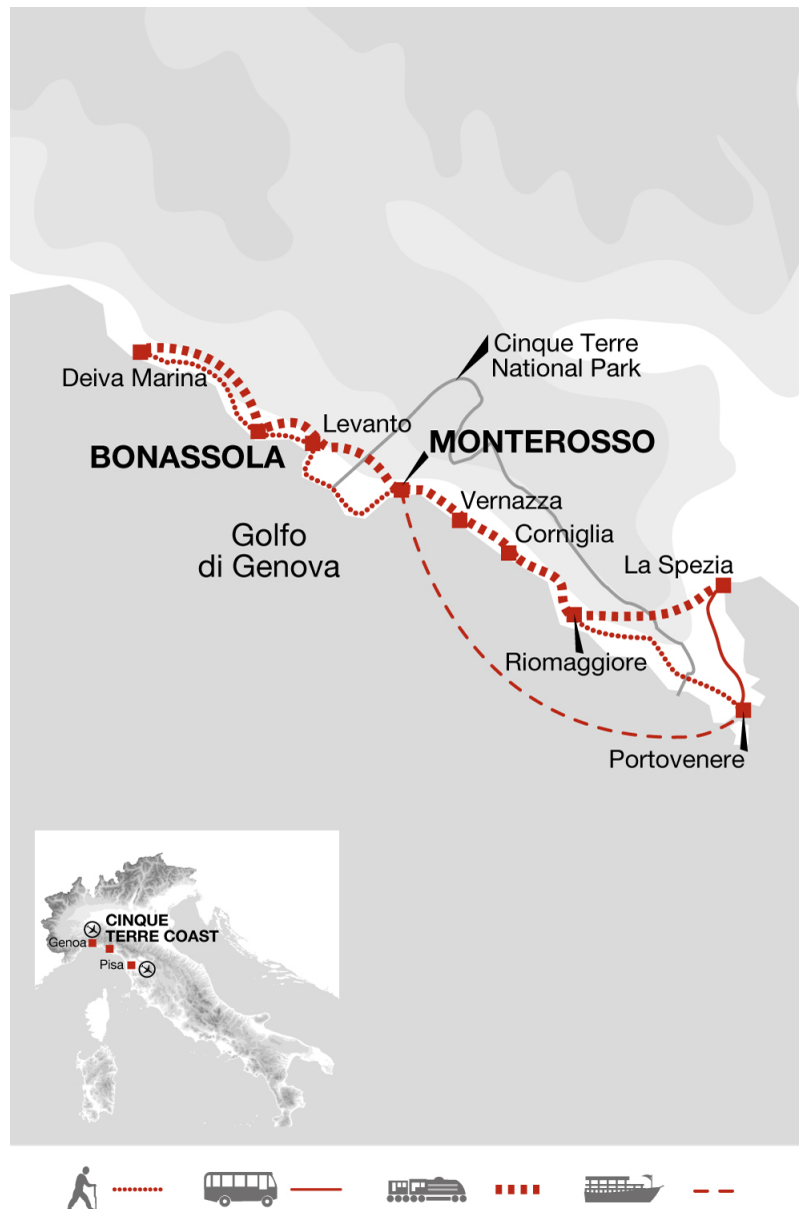 Cinque Terre
National Park
Deiva Marina
Levanto
MONTEROSSO
BONASSOLA
Vernazza
Golfo
di Genova
Corniglia
La Spezia
Riomaggiore
Portovenere
CINQUE
TERRE COAST
Genoa
Pisa